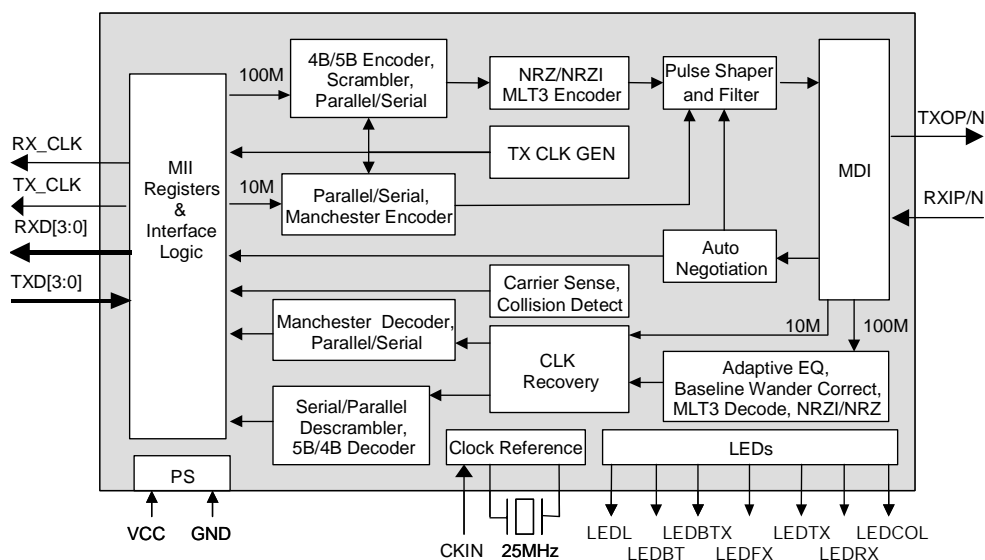 4B/5B Encoder,
Scrambler,
Parallel/Serial
100M
NRZ/NRZI
MLT3 Encoder
Pulse Shaper
and Filter
MDI
TXOP/N
RXIP/N
RX_CLK
TX_CLK
RXD[3:0]
TXD[3:0]
MII
Registers
&
Interface
Logic
TX CLK GEN
10M
Parallel/Serial,
Manchester Encoder
Auto
Negotiation
Carrier Sense,
Collision Detect
10M
100M
Manchester Decoder,
Parallel/Serial
CLK
Recovery
Adaptive EQ,
Baseline Wander Correct,
MLT3 Decode, NRZI/NRZ
Serial/Parallel
Descrambler,
5B/4B Decoder
Clock Reference
LEDs
PS
VCC
GND
CKIN
25MHz
LEDL
LEDBT
LEDBTX
LEDFX
LEDTX
LEDRX
LEDCOL